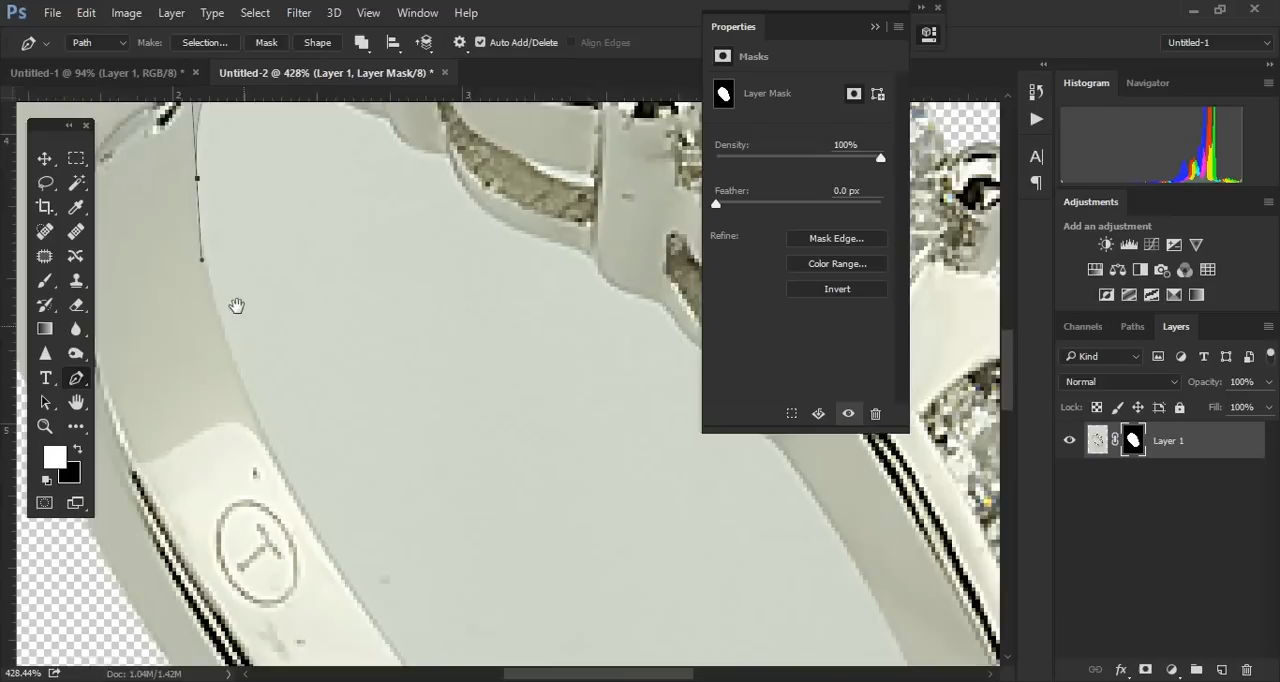 Ps File Edit Image Layer Type Select Filter 3D View Window Help
Path Make: Selection... Mask Shape Auto Add/Delete Align Edges Untitled-1
Untitled-1 @ 94% (Layer 1, RGB/8) * × Untitled-2 @ 428% (Layer 1, Layer Mask/8) * ×
2 3
4
5
T
Properties
Masks
Layer Mask
Density: 100%
Feather: 0.0 px
Refine: Mask Edge...
Color Range...
Invert
Histogram Navigator
Adjustments
Add an adjustment
Channels Paths Layers
Kind
Normal Opacity: 100%
Lock: Fill: 100%
Layer 1
428.44% Doc: 1.04M/1.42M